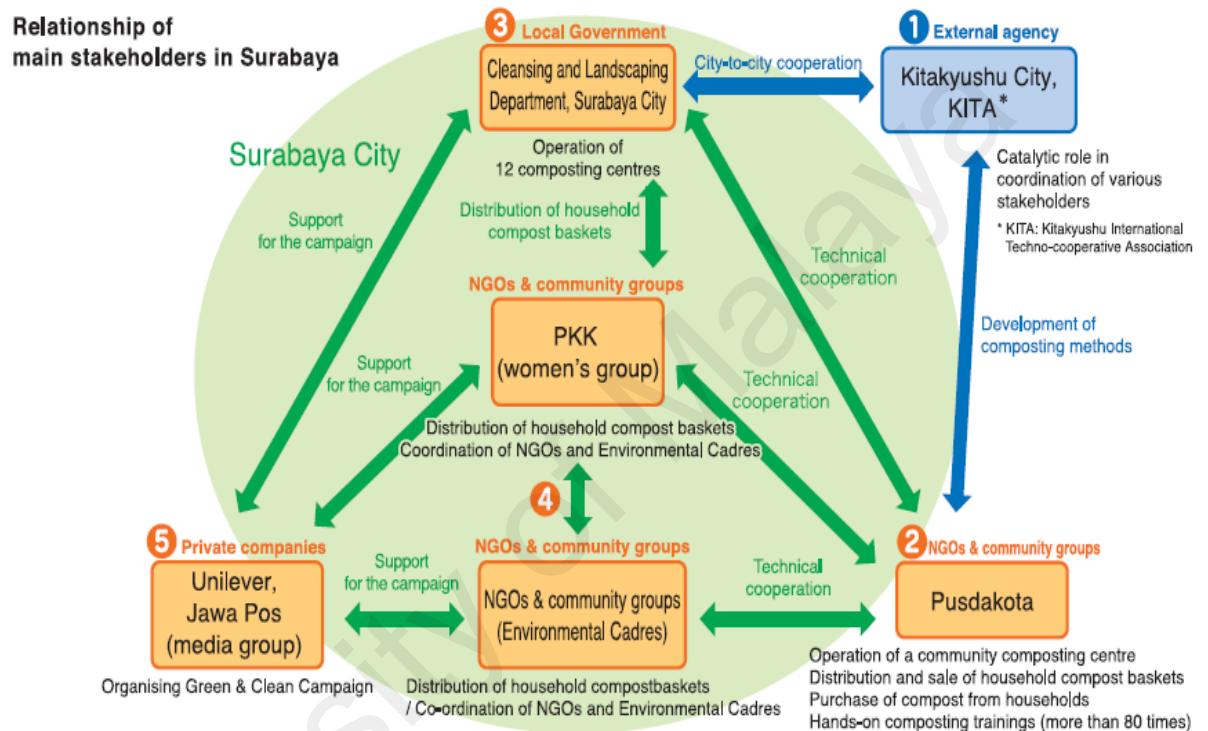 Relationship of
main stakeholders in Surabaya
3 Local Government
Cleansing and Landscaping
Department, Surabaya City
Operation of
12 composting centres
City-to-city cooperation
1 External agency
Kitakyushu City,
KITA*
Catalytic role in
coordination of various
stakeholders
* KITA: Kitakyushu International
Techno-cooperative Association
Surabaya City
Support
for the campaign
Distribution of household
compost baskets
Technical
cooperation
Development of
composting methods
NGOs & community groups
PKK
(women's group)
Support
for the campaign
Technical
cooperation
Distribution of household compost baskets
Coordination of NGOs and Environmental Cadres
4
5 Private companies
Unilever,
Jawa Pos
(media group)
Organising Green & Clean Campaign
Support
for the campaign
NGOs & community groups
NGOs & community groups
(Environmental Cadres)
Distribution of household compostbaskets
/ Co-ordination of NGOs and Environmental Cadres
Technical
cooperation
2 NGOs & community groups
Pusdakota
Operation of a community composting centre
Distribution and sale of household compost baskets
Purchase of compost from households
Hands-on composting trainings (more than 80 times)
sity of Malaya